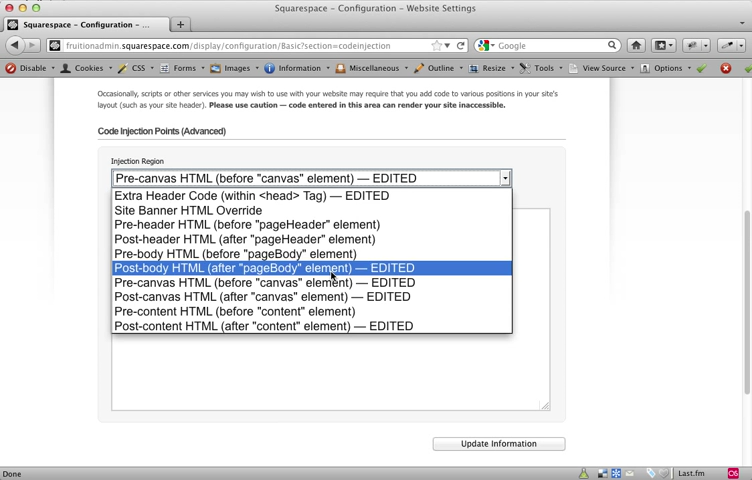 Squarespace – Configuration – Website Settings
Squarespace – Configuration – ...
fruitionadmin.squarespace.com/display/configuration/Basic?section=codeinjection
Google
Disable Cookies CSS Forms Images Information Miscellaneous Outline Resize Tools View Source Options
Occasionally, scripts or other services you may wish to use with your website may require that you add code to various positions in your site's
layout (such as your site header). Please use caution — code entered in this area can render your site inaccessible.
Code Injection Points (Advanced)
Injection Region
Pre-canvas HTML (before "canvas" element) — EDITED
Extra Header Code (within <head> Tag) — EDITED
Site Banner HTML Override
Pre-header HTML (before "pageHeader" element)
Post-header HTML (after "pageHeader" element)
Pre-body HTML (before "pageBody" element)
Post-body HTML (after "pageBody" element) — EDITED
Pre-canvas HTML (before "canvas" element) — EDITED
Post-canvas HTML (after "canvas" element) — EDITED
Pre-content HTML (before "content" element)
Post-content HTML (after "content" element) — EDITED
Update Information
Done
Last.fm